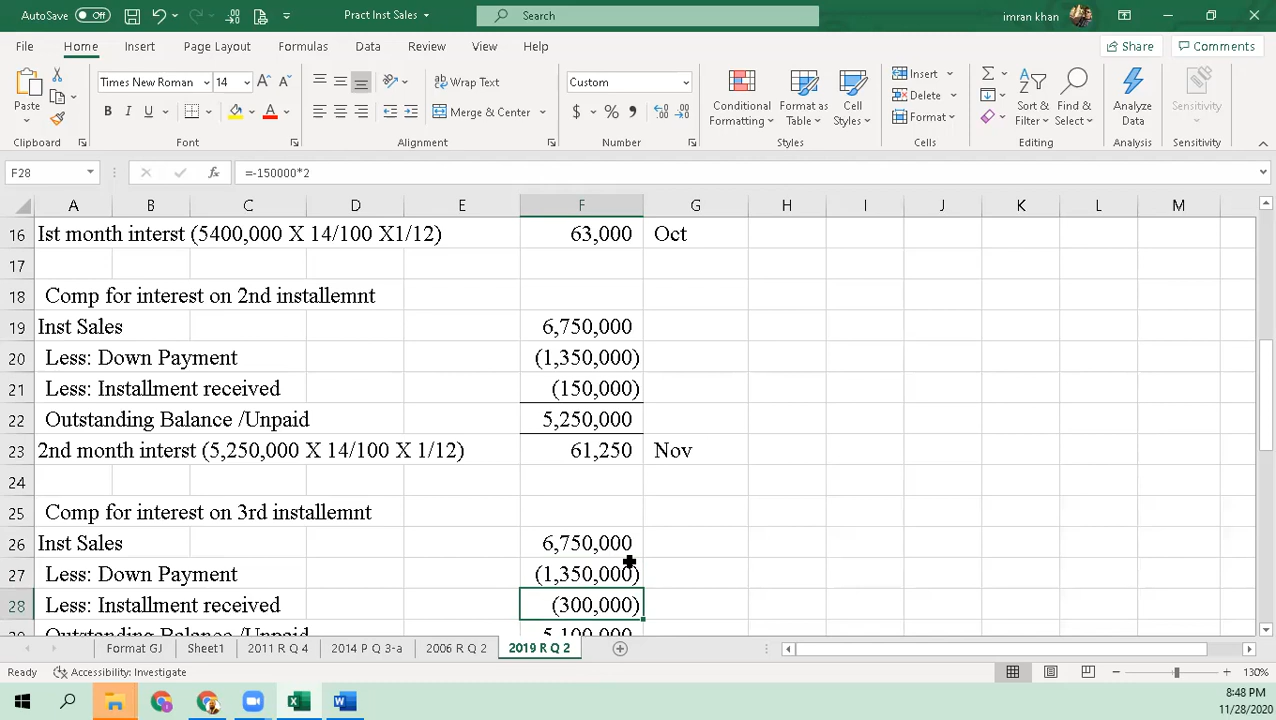 AutoSave Off Pract Inst Sales Search imran khan
File Home Insert Page Layout Formulas Data Review View Help Share Comments
Paste Times New Roman 14 Wrap Text Custom Insert
B I U Merge & Center $ % Conditional Formatting Format as Table Cell Styles Delete Format Sort & Filter Find & Select Analyze Data Sensitivity
Clipboard Font Alignment Number Styles Cells Editing Analysis Sensitivity
F28 fx =-150000*2
A B C D E F G H I J K L M
16 Ist month interst (5400,000 X 14/100 X1/12) 63,000 Oct
17
18 Comp for interest on 2nd installemnt
19 Inst Sales 6,750,000
20 Less: Down Payment (1,350,000)
21 Less: Installment received (150,000)
22 Outstanding Balance /Unpaid 5,250,000
23 2nd month interst (5,250,000 X 14/100 X 1/12) 61,250 Nov
24
25 Comp for interest on 3rd installemnt
26 Inst Sales 6,750,000
27 Less: Down Payment (1,350,000)
28 Less: Installment received (300,000)
29 Outstanding Balance /Unpaid 5,100,000
Format GJ Sheet1 2011 R Q 4 2014 P Q 3-a 2006 R Q 2 2019 R Q 2
Ready Accessibility: Investigate 130%
8:48 PM
11/28/2020